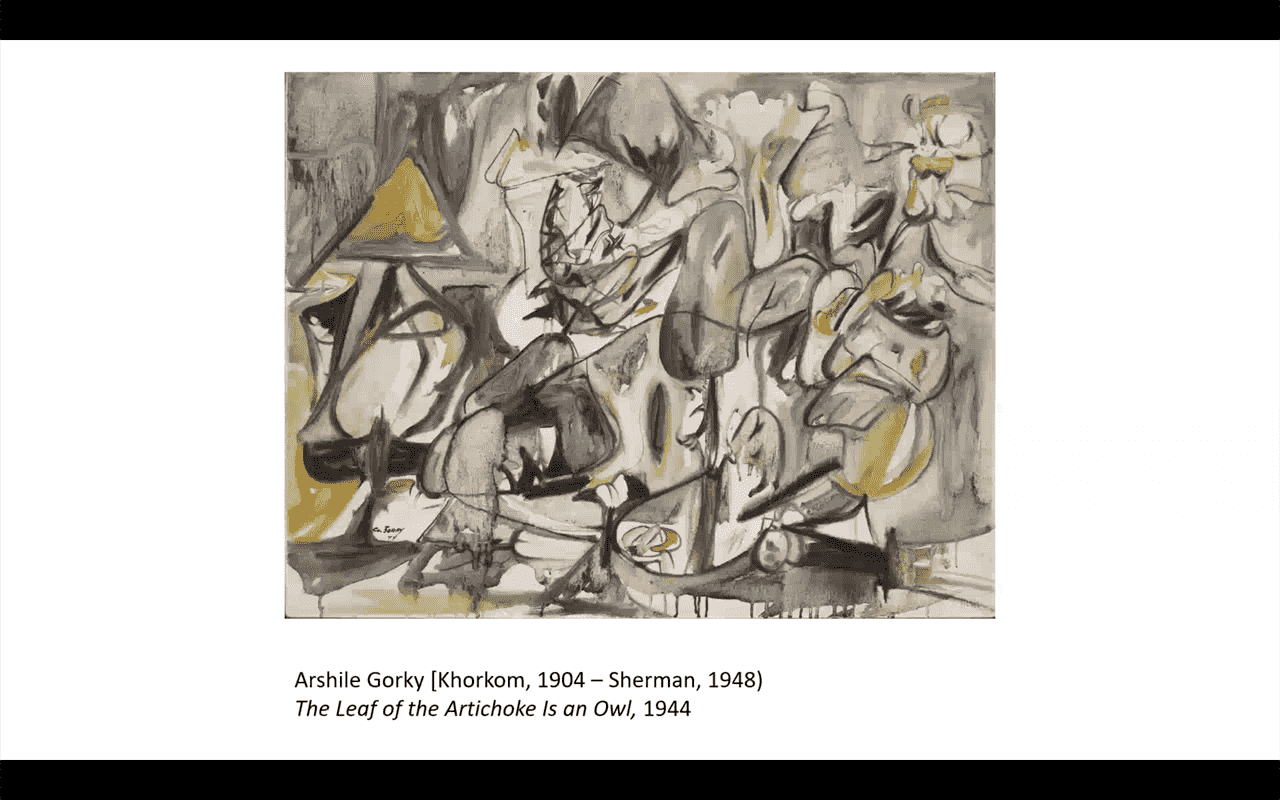 Arshile Gorky [Khorkom, 1904 – Sherman, 1948)
The Leaf of the Artichoke Is an Owl, 1944